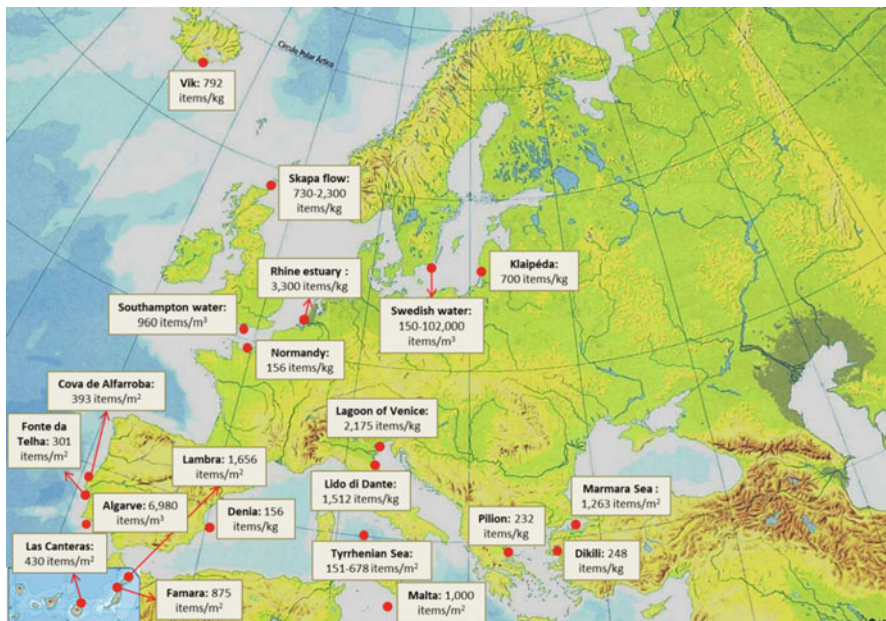 Círculo Polar Ártico
Vik: 792
items/kg
Skapa flow:
730-2,300
items/kg
Rhine estuary :
3,300 items/kg
Klaipéda:
700 items/kg
Southampton water:
960 items/m³
Swedish water:
150-102,000
items/m³
Normandy:
156 items/kg
Cova de Alfarroba:
393 items/m²
Lagoon of Venice:
2,175 items/kg
Fonte da
Telha: 301
items/m²
Lambra: 1,656
items/m²
Lido di Dante:
1,512 items/kg
Marmara Sea :
1,263 items/m²
Algarve: 6,980
items/m³
Denia: 156
items/kg
Pilion: 232
items/kg
Las Canteras:
430 items/m²
Tyrrhenian Sea:
151-678 items/m²
Dikili: 248
items/kg
Famara: 875
items/m²
Malta: 1,000
items/m²